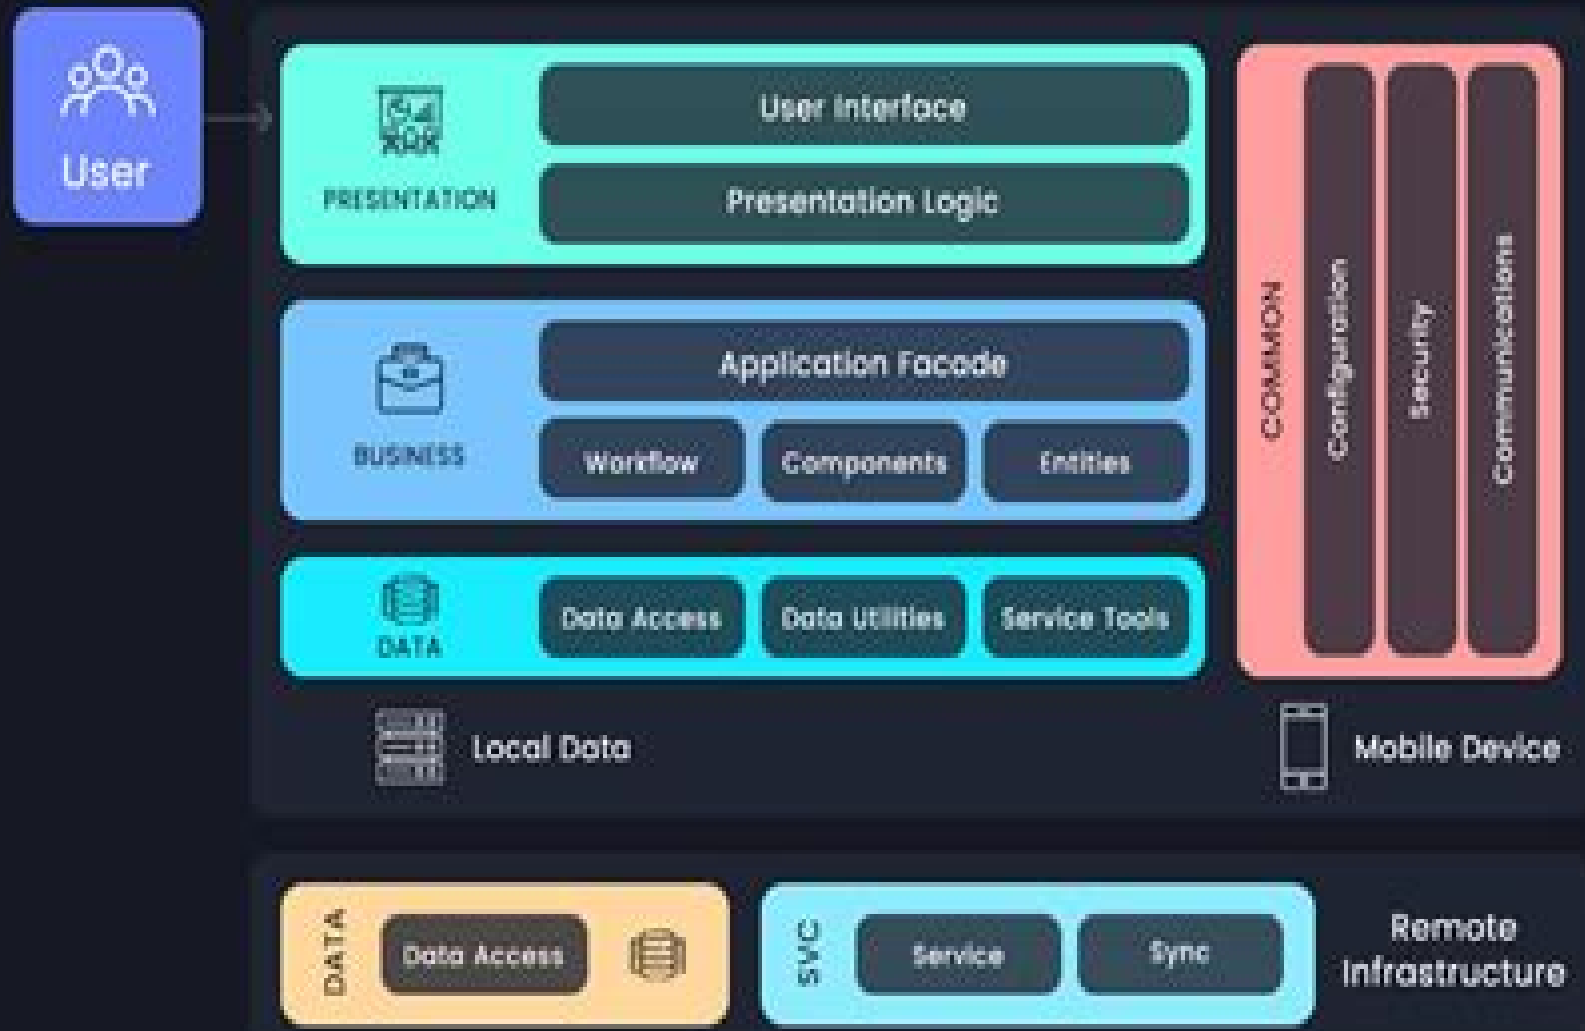 User
PRESENTATION
User Interface
Presentation Logic
BUSINESS
Application Facade
Workflow
Components
Entities
DATA
Data Access
Data Utilities
Service Tools
COMMON
Configuration
Security
Communications
Local Data
Mobile Device
DATA
Data Access
SVC
Service
Sync
Remote
Infrastructure